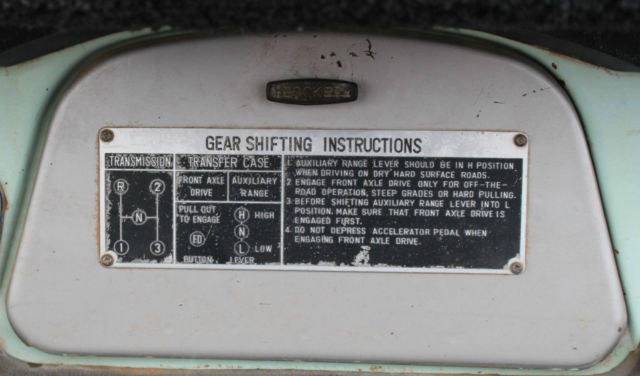 GEAR SHIFTING INSTRUCTIONS
TRANSMISSION
R 2
N
1 3
TRANSFER CASE
FRONT AXLE AUXILIARY
DRIVE RANGE
PULL OUT H HIGH
TO ENGAGE
FD N
L LOW
BUTTON LEVER
1. AUXILIARY RANGE LEVER SHOULD BE IN H POSITION
WHEN DRIVING ON DRY HARD SURFACE ROADS.
2. ENGAGE FRONT AXLE DRIVE ONLY FOR OFF-THE-
ROAD OPERATION, STEEP GRADES OR HARD PULLING.
3. BEFORE SHIFTING AUXILIARY RANGE LEVER INTO L
POSITION, MAKE SURE THAT FRONT AXLE DRIVE IS
ENGAGED FIRST.
4. DO NOT DEPRESS ACCELERATOR PEDAL WHEN
ENGAGING FRONT AXLE DRIVE.